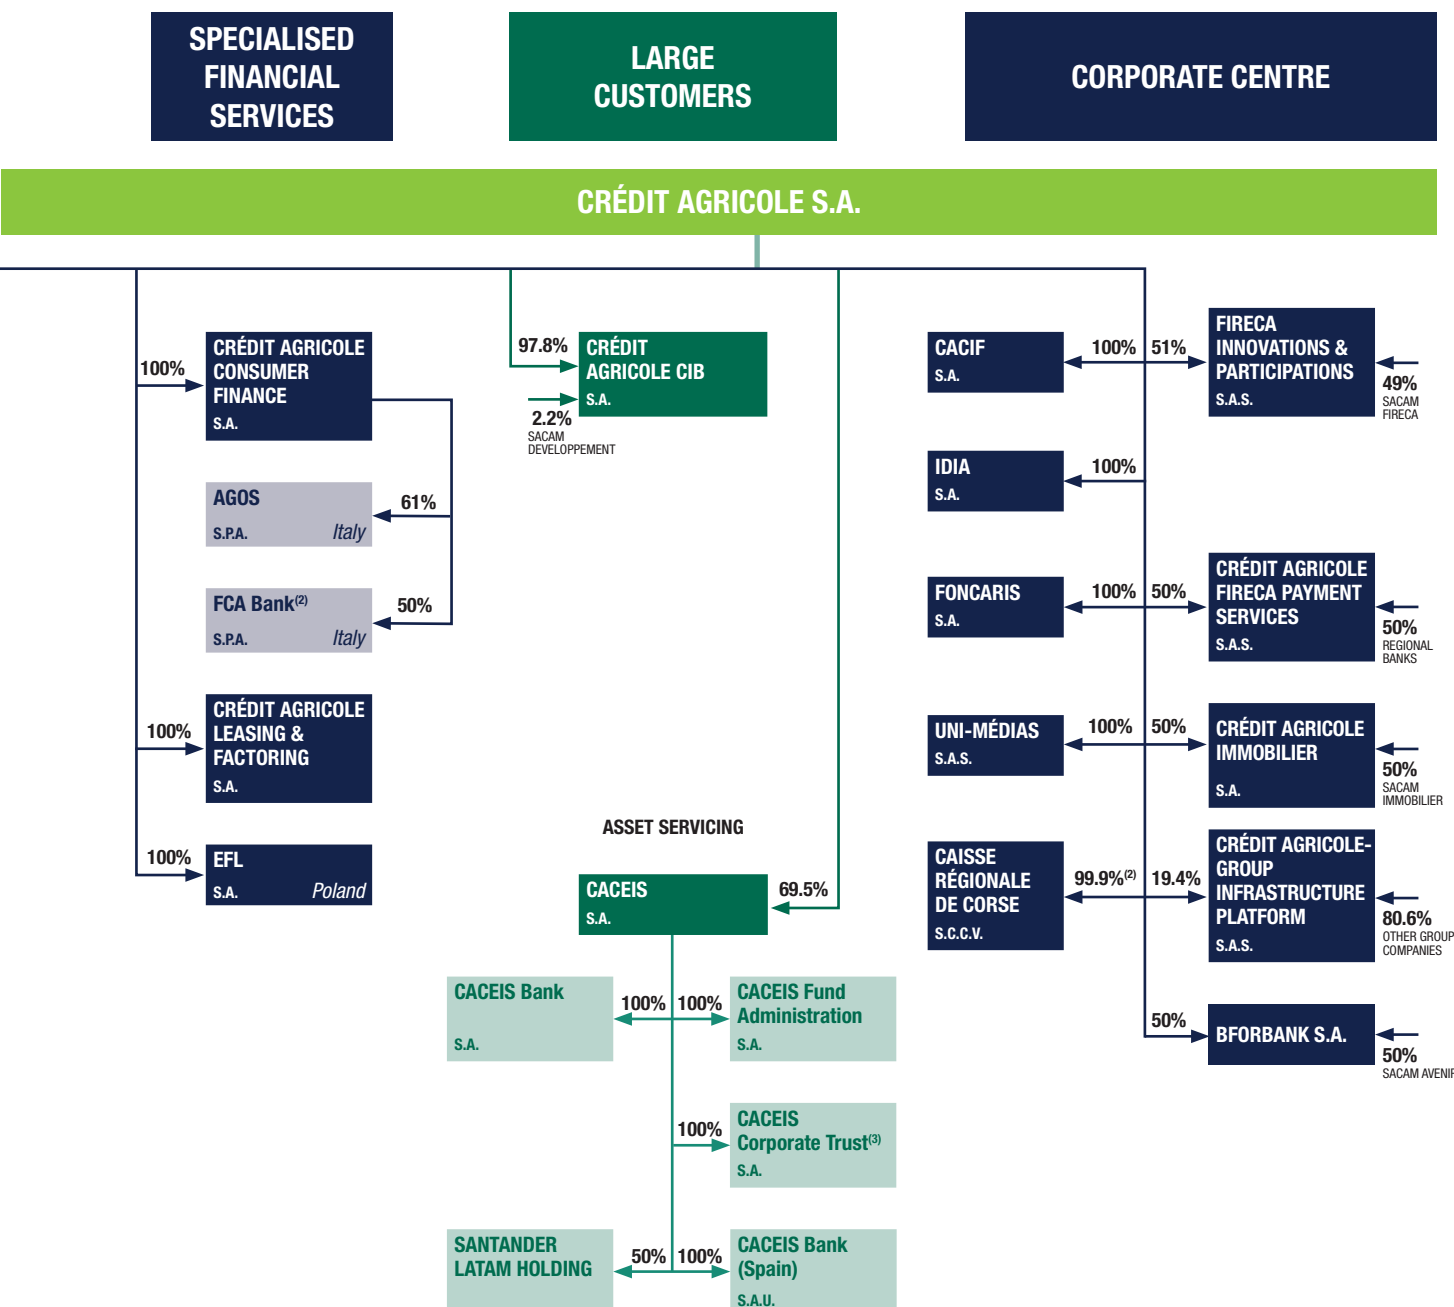 SPECIALISED
FINANCIAL
SERVICES
LARGE
CUSTOMERS
CORPORATE CENTRE
CRÉDIT AGRICOLE S.A.
100%
CRÉDIT AGRICOLE
CONSUMER
FINANCE
S.A.
61%
AGOS
S.P.A. Italy
50%
FCA Bank(2)
S.P.A. Italy
100%
CRÉDIT AGRICOLE
LEASING &
FACTORING
S.A.
100%
EFL
S.A. Poland
97.8%
CRÉDIT
AGRICOLE CIB
S.A.
2.2%
SACAM
DEVELOPPEMENT
ASSET SERVICING
CACEIS
S.A.
69.5%
CACEIS Bank
S.A.
100% 100%
CACEIS Fund
Administration
S.A.
100%
CACEIS
Corporate Trust(3)
S.A.
SANTANDER
LATAM HOLDING
50% 100%
CACEIS Bank
(Spain)
S.A.U.
CACIF
S.A.
100% 51%
FIRECA
INNOVATIONS &
PARTICIPATIONS
S.A.S.
49%
SACAM
FIRECA
IDIA
S.A.
100%
FONCARIS
S.A.
100% 50%
CRÉDIT AGRICOLE
FIRECA PAYMENT
SERVICES
S.A.S.
50%
REGIONAL
BANKS
UNI-MÉDIAS
S.A.S.
100% 50%
CRÉDIT AGRICOLE
IMMOBILIER
S.A.
50%
SACAM
IMMOBILIER
CAISSE
RÉGIONALE
DE CORSE
S.C.C.V.
99.9%(2) 19.4%
CRÉDIT AGRICOLE-
GROUP
INFRASTRUCTURE
PLATFORM
S.A.S.
80.6%
OTHER GROUP
COMPANIES
50%
BFORBANK S.A.
50%
SACAM AVENIR